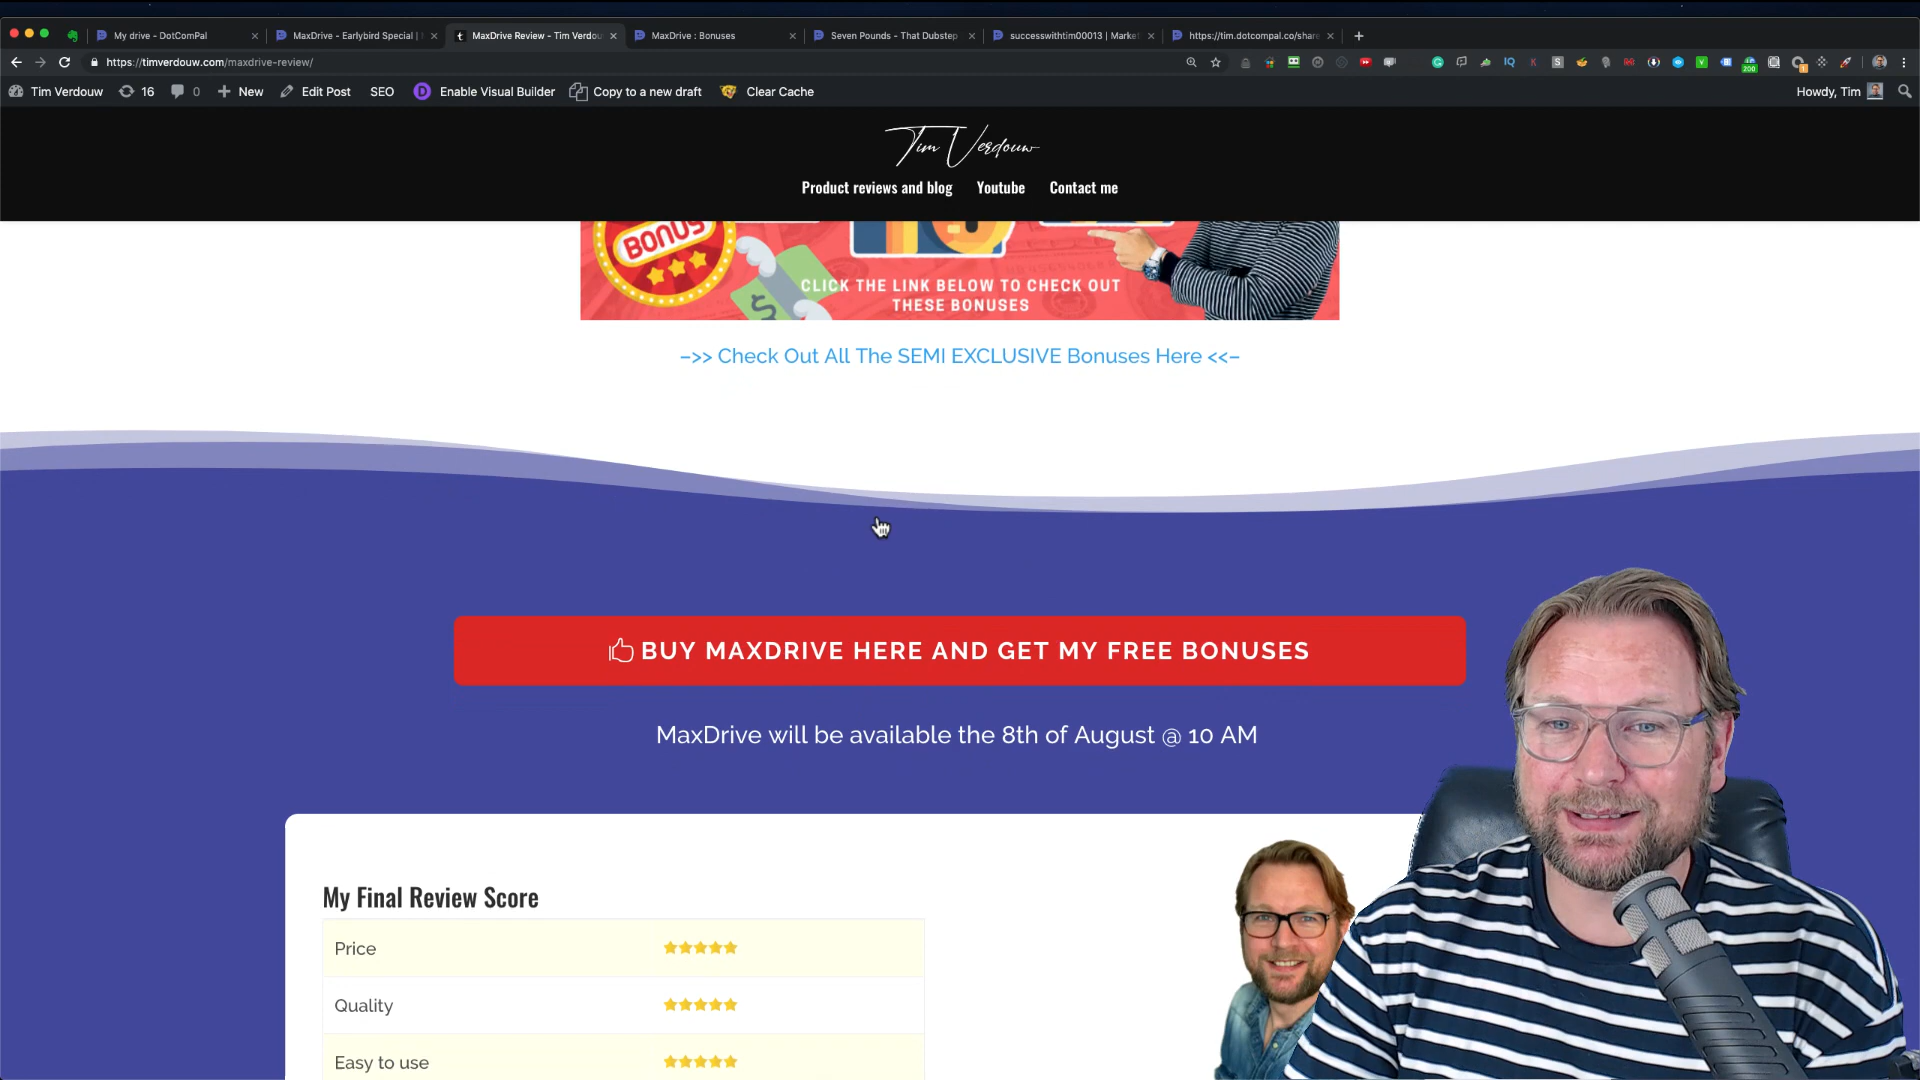 My drive - DotComPal
MaxDrive - Earlybird Special |
MaxDrive Review - Tim Verdou
MaxDrive : Bonuses
Seven Pounds - That Dubstep
successwithtim00013 | Market
https://tim.dotcompal.co/share
https://timverdouw.com/maxdrive-review/
Tim Verdouw 16 0 New Edit Post SEO Enable Visual Builder Copy to a new draft Clear Cache Howdy, Tim
Tim Verdouw
Product reviews and blog Youtube Contact me
BONUS
CLICK THE LINK BELOW TO CHECK OUT
THESE BONUSES
–>> Check Out All The SEMI EXCLUSIVE Bonuses Here <<–
BUY MAXDRIVE HERE AND GET MY FREE BONUSES
MaxDrive will be available the 8th of August @ 10 AM
My Final Review Score
Price
Quality
Easy to use